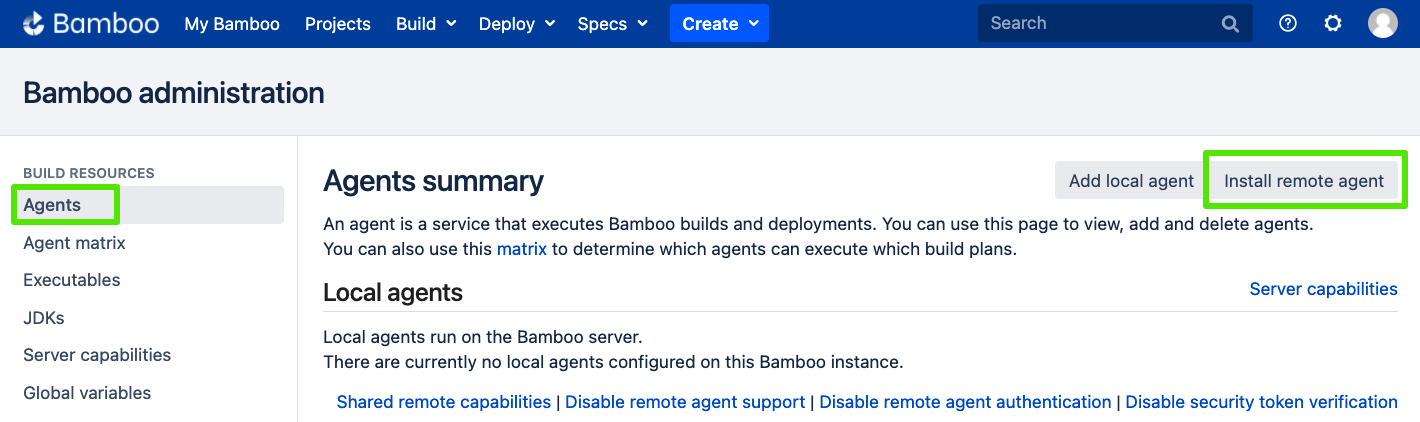 Bamboo My Bamboo Projects Build Deploy Specs Create Search
Bamboo administration
BUILD RESOURCES
Agents
Agent matrix
Executables
JDKs
Server capabilities
Global variables
Agents summary
Add local agent Install remote agent
An agent is a service that executes Bamboo builds and deployments. You can use this page to view, add and delete agents.
You can also use this matrix to determine which agents can execute which build plans.
Local agents
Server capabilities
Local agents run on the Bamboo server.
There are currently no local agents configured on this Bamboo instance.
Shared remote capabilities | Disable remote agent support | Disable remote agent authentication | Disable security token verification